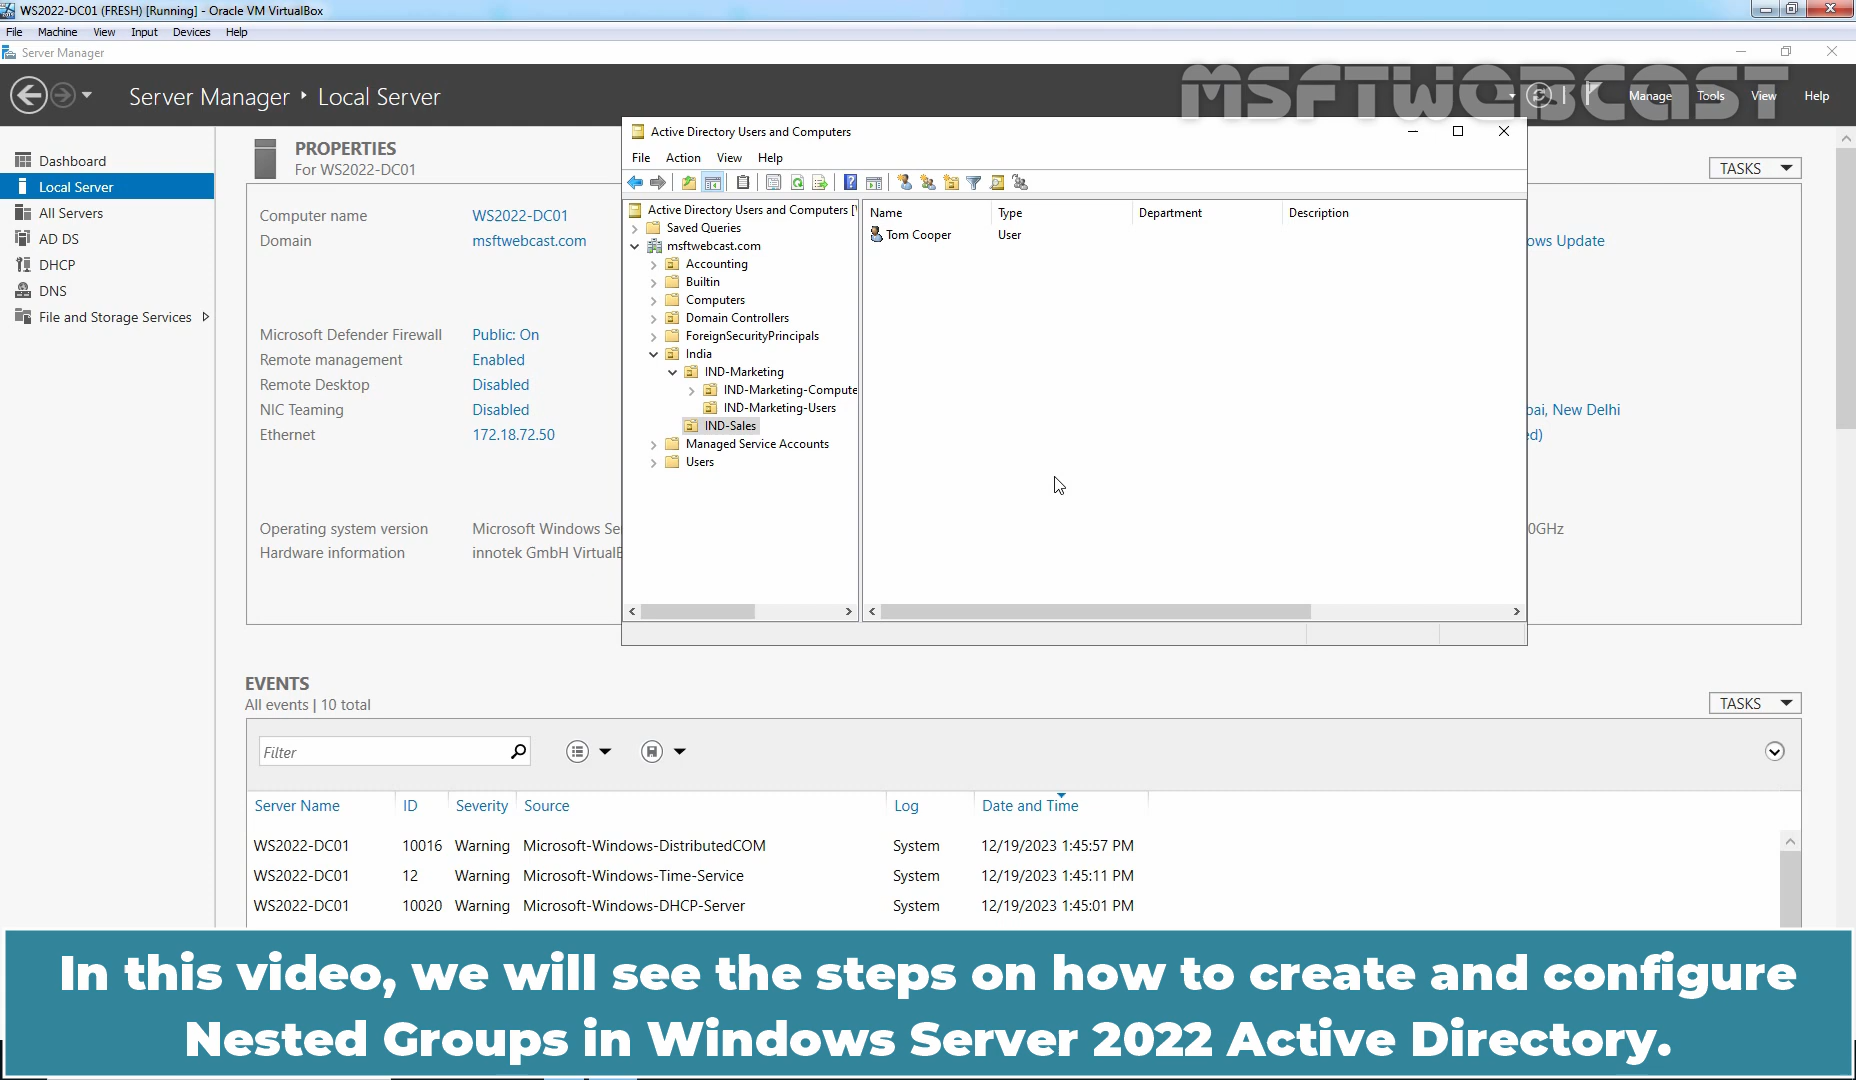 WS2022-DC01 (FRESH) [Running] - Oracle VM VirtualBox
File Machine View Input Devices Help
Server Manager
Server Manager ‣ Local Server
MSFTWEBCAST
Manage Tools View Help
Dashboard
Local Server
All Servers
AD DS
DHCP
DNS
File and Storage Services
PROPERTIES
For WS2022-DC01
TASKS
Computer name WS2022-DC01
Domain msftwebcast.com
Microsoft Defender Firewall Public: On
Remote management Enabled
Remote Desktop Disabled
NIC Teaming Disabled
Ethernet 172.18.72.50
Operating system version Microsoft Windows Se
Hardware information innotek GmbH VirtualB
ows Update
bai, New Delhi
ed)
0GHz
Active Directory Users and Computers
File Action View Help
Active Directory Users and Computers [
Saved Queries
msftwebcast.com
Accounting
Builtin
Computers
Domain Controllers
ForeignSecurityPrincipals
India
IND-Marketing
IND-Marketing-Compute
IND-Marketing-Users
IND-Sales
Managed Service Accounts
Users
Name Type Department Description
Tom Cooper User
EVENTS
All events | 10 total
TASKS
Filter
Server Name ID Severity Source Log Date and Time
WS2022-DC01 10016 Warning Microsoft-Windows-DistributedCOM System 12/19/2023 1:45:57 PM
WS2022-DC01 12 Warning Microsoft-Windows-Time-Service System 12/19/2023 1:45:11 PM
WS2022-DC01 10020 Warning Microsoft-Windows-DHCP-Server System 12/19/2023 1:45:01 PM
In this video, we will see the steps on how to create and configure
Nested Groups in Windows Server 2022 Active Directory.